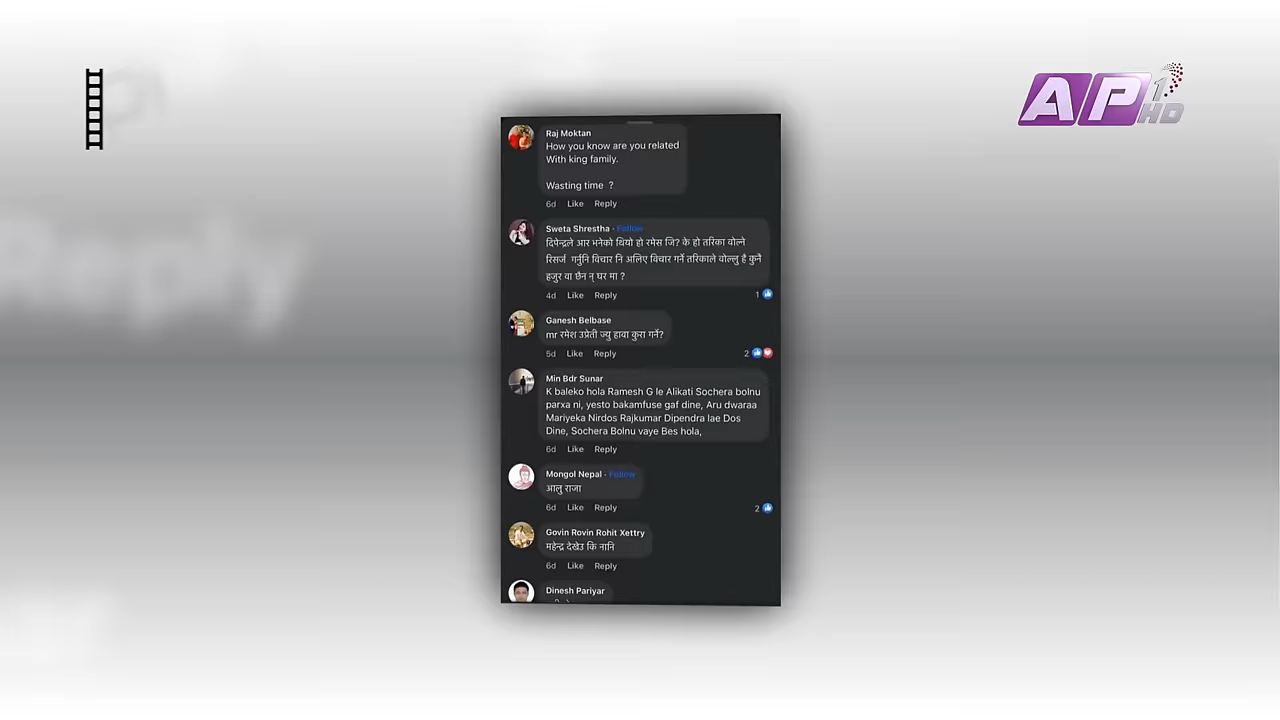 AP1 HD
Reply
Raj Moktan
How you know are you related
With king family.
Wasting time ?
6d Like Reply
Sweta Shrestha · Follow
दिपेन्द्रले आर भनेको थियो हो रमेस जि? के हो तरिका वोल्ने
रिसर्ज गर्नुनि विचार नि अलिए विचार गर्ने तरिकाले वोल्लु है कुनै
हजुर वा छैन न् घर मा ?
4d Like Reply 1
Ganesh Belbase
mr रमेश उप्रेती ज्यु हावा कुरा गर्ने?
5d Like Reply 2
Min Bdr Sunar
K baleko hola Ramesh G le Alikati Sochera bolnu
parxa ni, yesto bakamfuse gaf dine, Aru dwaraa
Mariyeka Nirdos Rajkumar Dipendra lae Dos
Dine, Sochera Bolnu vaye Bes hola,
6d Like Reply
Mongol Nepal · Follow
आलु राजा
6d Like Reply 2
Govin Rovin Rohit Xettry
महेन्द्र देखेउ कि नानि
6d Like Reply
Dinesh Pariyar